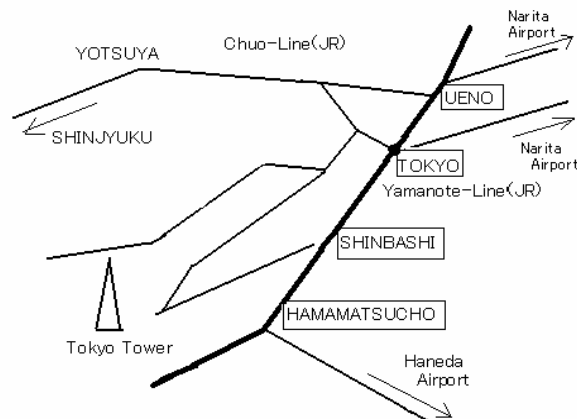 Narita
Airport
Chuo-Line(JR)
YOTSUYA
UENO
SHINJYUKU
TOKYO
Narita
Airport
Yamanote-Line(JR)
SHINBASHI
HAMAMATSUCHO
Tokyo Tower
Haneda
Airport